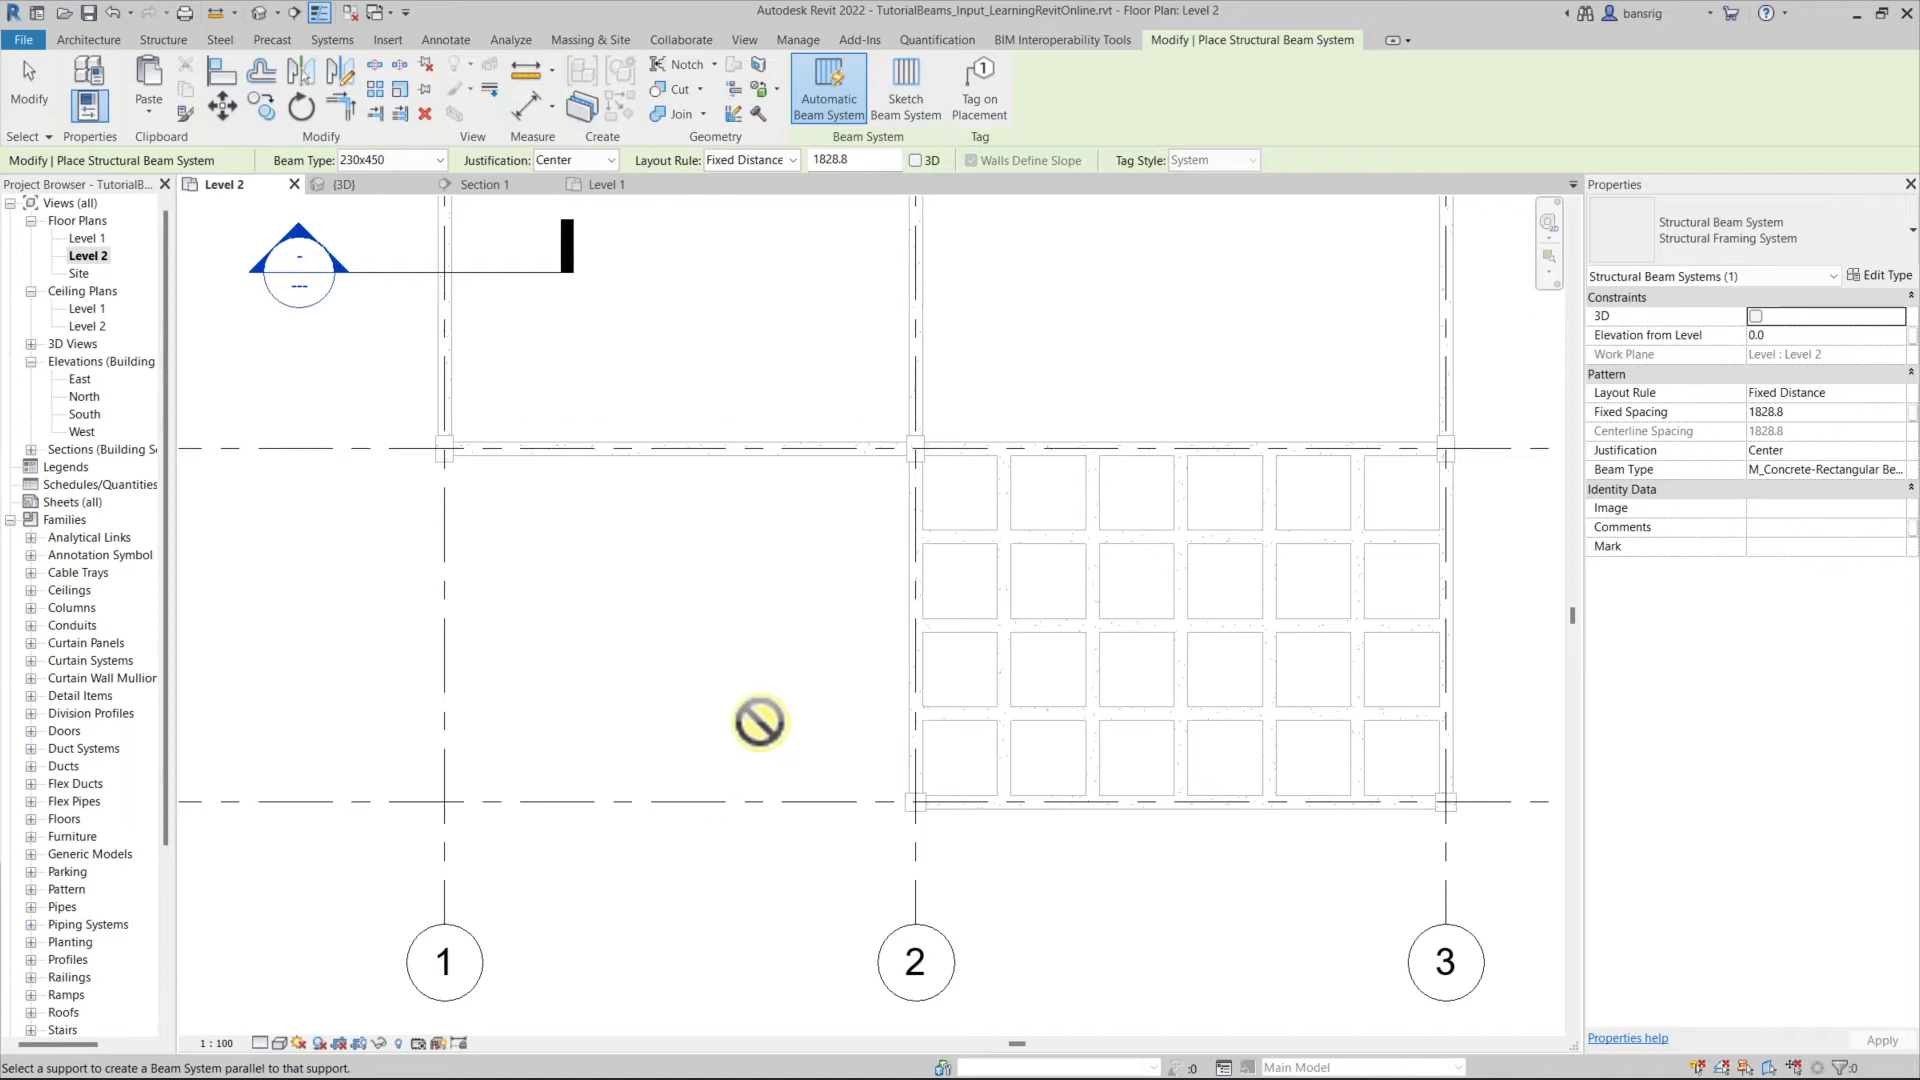 Autodesk Revit 2022 - TutorialBeams_Input_LearningRevitOnline.rvt - Floor Plan: Level 2
bansrig
File Architecture Structure Steel Precast Systems Insert Annotate Analyze Massing & Site Collaborate View Manage Add-Ins Quantification BIM Interoperability Tools Modify | Place Structural Beam System
Modify
Paste
Notch
Cut
Join
Automatic Beam System
Sketch Beam System
Tag on Placement
Select Properties Clipboard Modify View Measure Create Geometry Beam System Tag
Modify | Place Structural Beam System Beam Type: 230x450 Justification: Center Layout Rule: Fixed Distance 1828.8 3D Walls Define Slope Tag Style: System
Project Browser - TutorialB...
Level 2
{3D}
Section 1
Level 1
Views (all)
Floor Plans
Level 1
Level 2
Site
Ceiling Plans
Level 1
Level 2
3D Views
Elevations (Building
East
North
South
West
Sections (Building Se
Legends
Schedules/Quantities
Sheets (all)
Families
Analytical Links
Annotation Symbol
Cable Trays
Ceilings
Columns
Conduits
Curtain Panels
Curtain Systems
Curtain Wall Mullion
Detail Items
Division Profiles
Doors
Duct Systems
Ducts
Flex Ducts
Flex Pipes
Floors
Furniture
Generic Models
Parking
Pattern
Pipes
Piping Systems
Planting
Profiles
Railings
Ramps
Roofs
Stairs
-
---
1
2
3
Properties
Structural Beam System
Structural Framing System
Structural Beam Systems (1) Edit Type
Constraints
3D
Elevation from Level 0.0
Work Plane Level : Level 2
Pattern
Layout Rule Fixed Distance
Fixed Spacing 1828.8
Centerline Spacing 1828.8
Justification Center
Beam Type M_Concrete-Rectangular Be...
Identity Data
Image
Comments
Mark
Properties help Apply
1 : 100
Select a support to create a Beam System parallel to that support.
:0
Main Model
:0